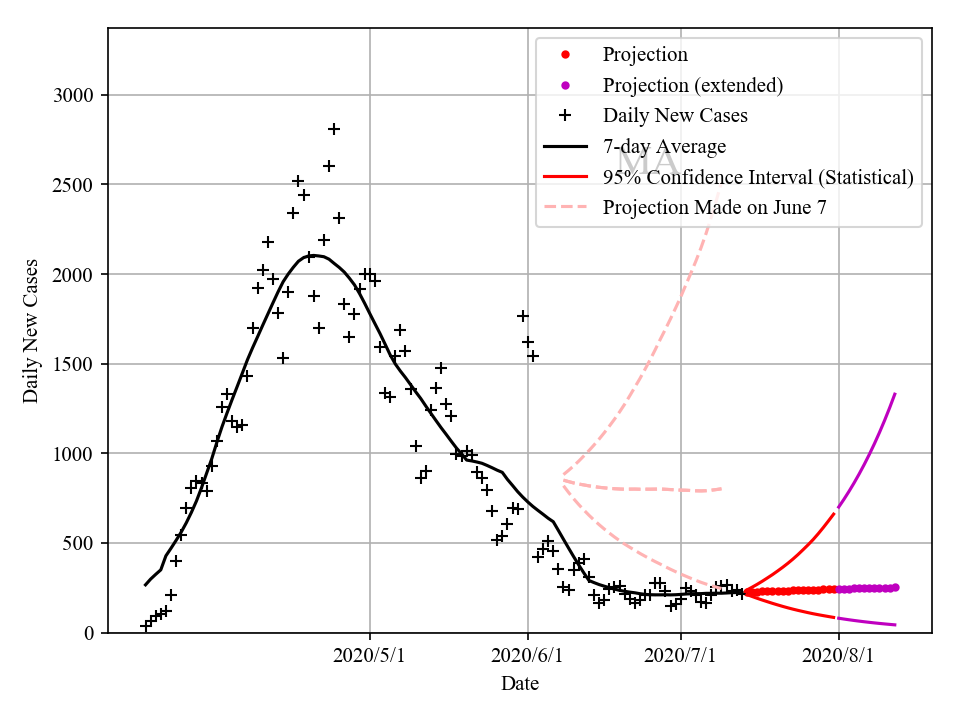 Projection
Projection (extended)
Daily New Cases
7-day Average
MA
95% Confidence Interval (Statistical)
Projection Made on June 7
3000
2500
2000
1500
1000
500
0
Daily New Cases
2020/5/1 2020/6/1 2020/7/1 2020/8/1
Date